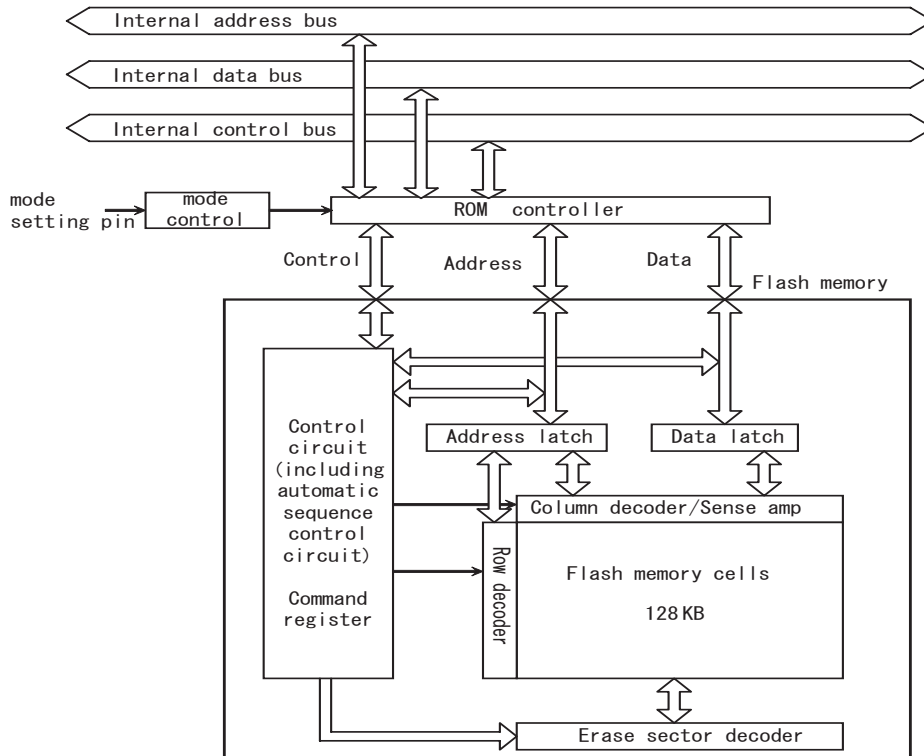 Internal address bus
Internal data bus
Internal control bus
mode
setting pin
mode
control
ROM controller
Control
Address
Data
Flash memory
Control
circuit
(including
automatic
sequence
control
circuit)
Command
register
Address latch
Data latch
Column decoder/Sense amp
Row decoder
Flash memory cells
128KB
Erase sector decoder